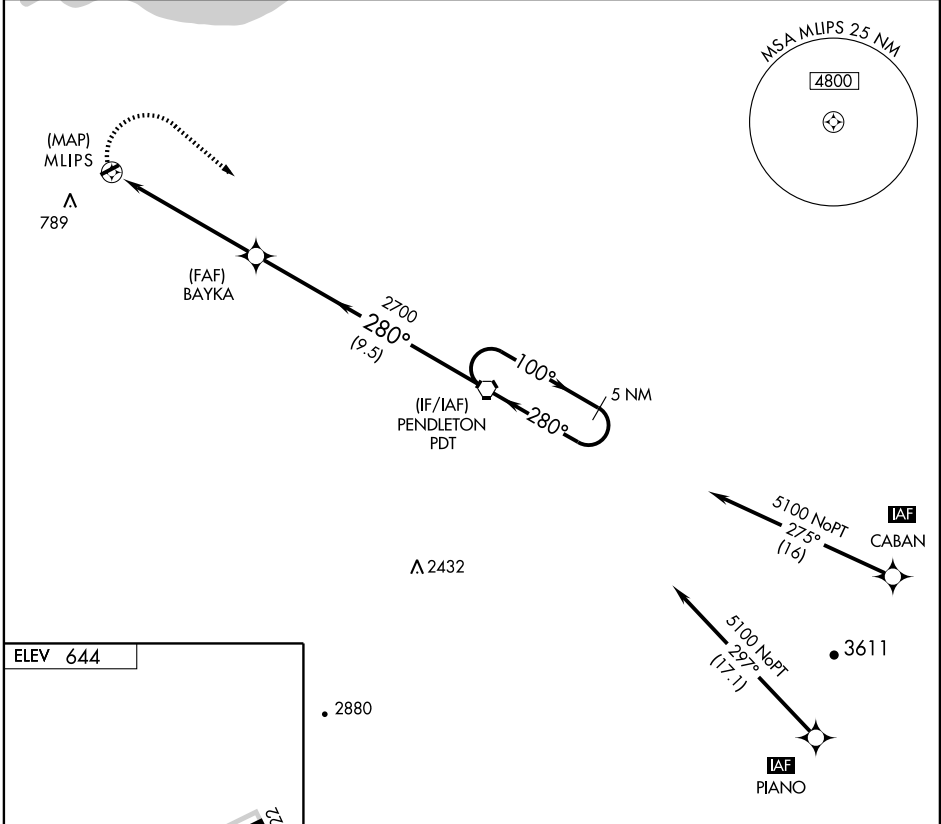 MSA MLIPS 25 NM
4800
(MAP)
MLIPS
789
(FAF)
BAYKA
2700
280°
(9.5)
100°
5 NM
280°
(IF/IAF)
PENDLETON
PDT
5100 NoPT
275°
(16)
IAF
CABAN
2432
5100 NoPT
297°
(17.1)
3611
ELEV 644
2880
IAF
PIANO
22